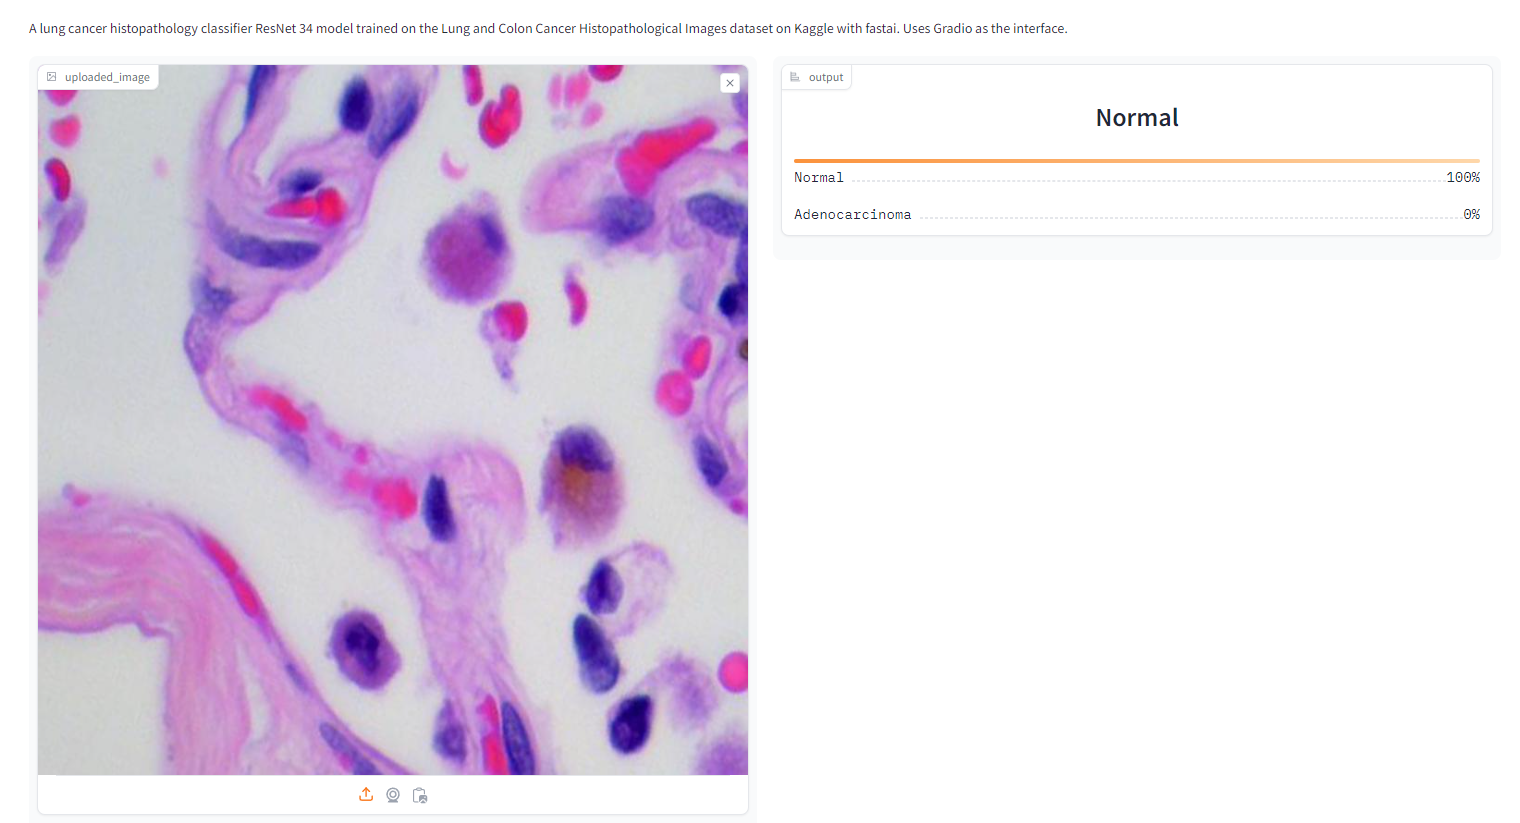 A lung cancer histopathology classifier ResNet 34 model trained on the Lung and Colon Cancer Histopathological Images dataset on Kaggle with fastai. Uses Gradio as the interface.
uploaded_image
output
Normal
Normal 100%
Adenocarcinoma 0%